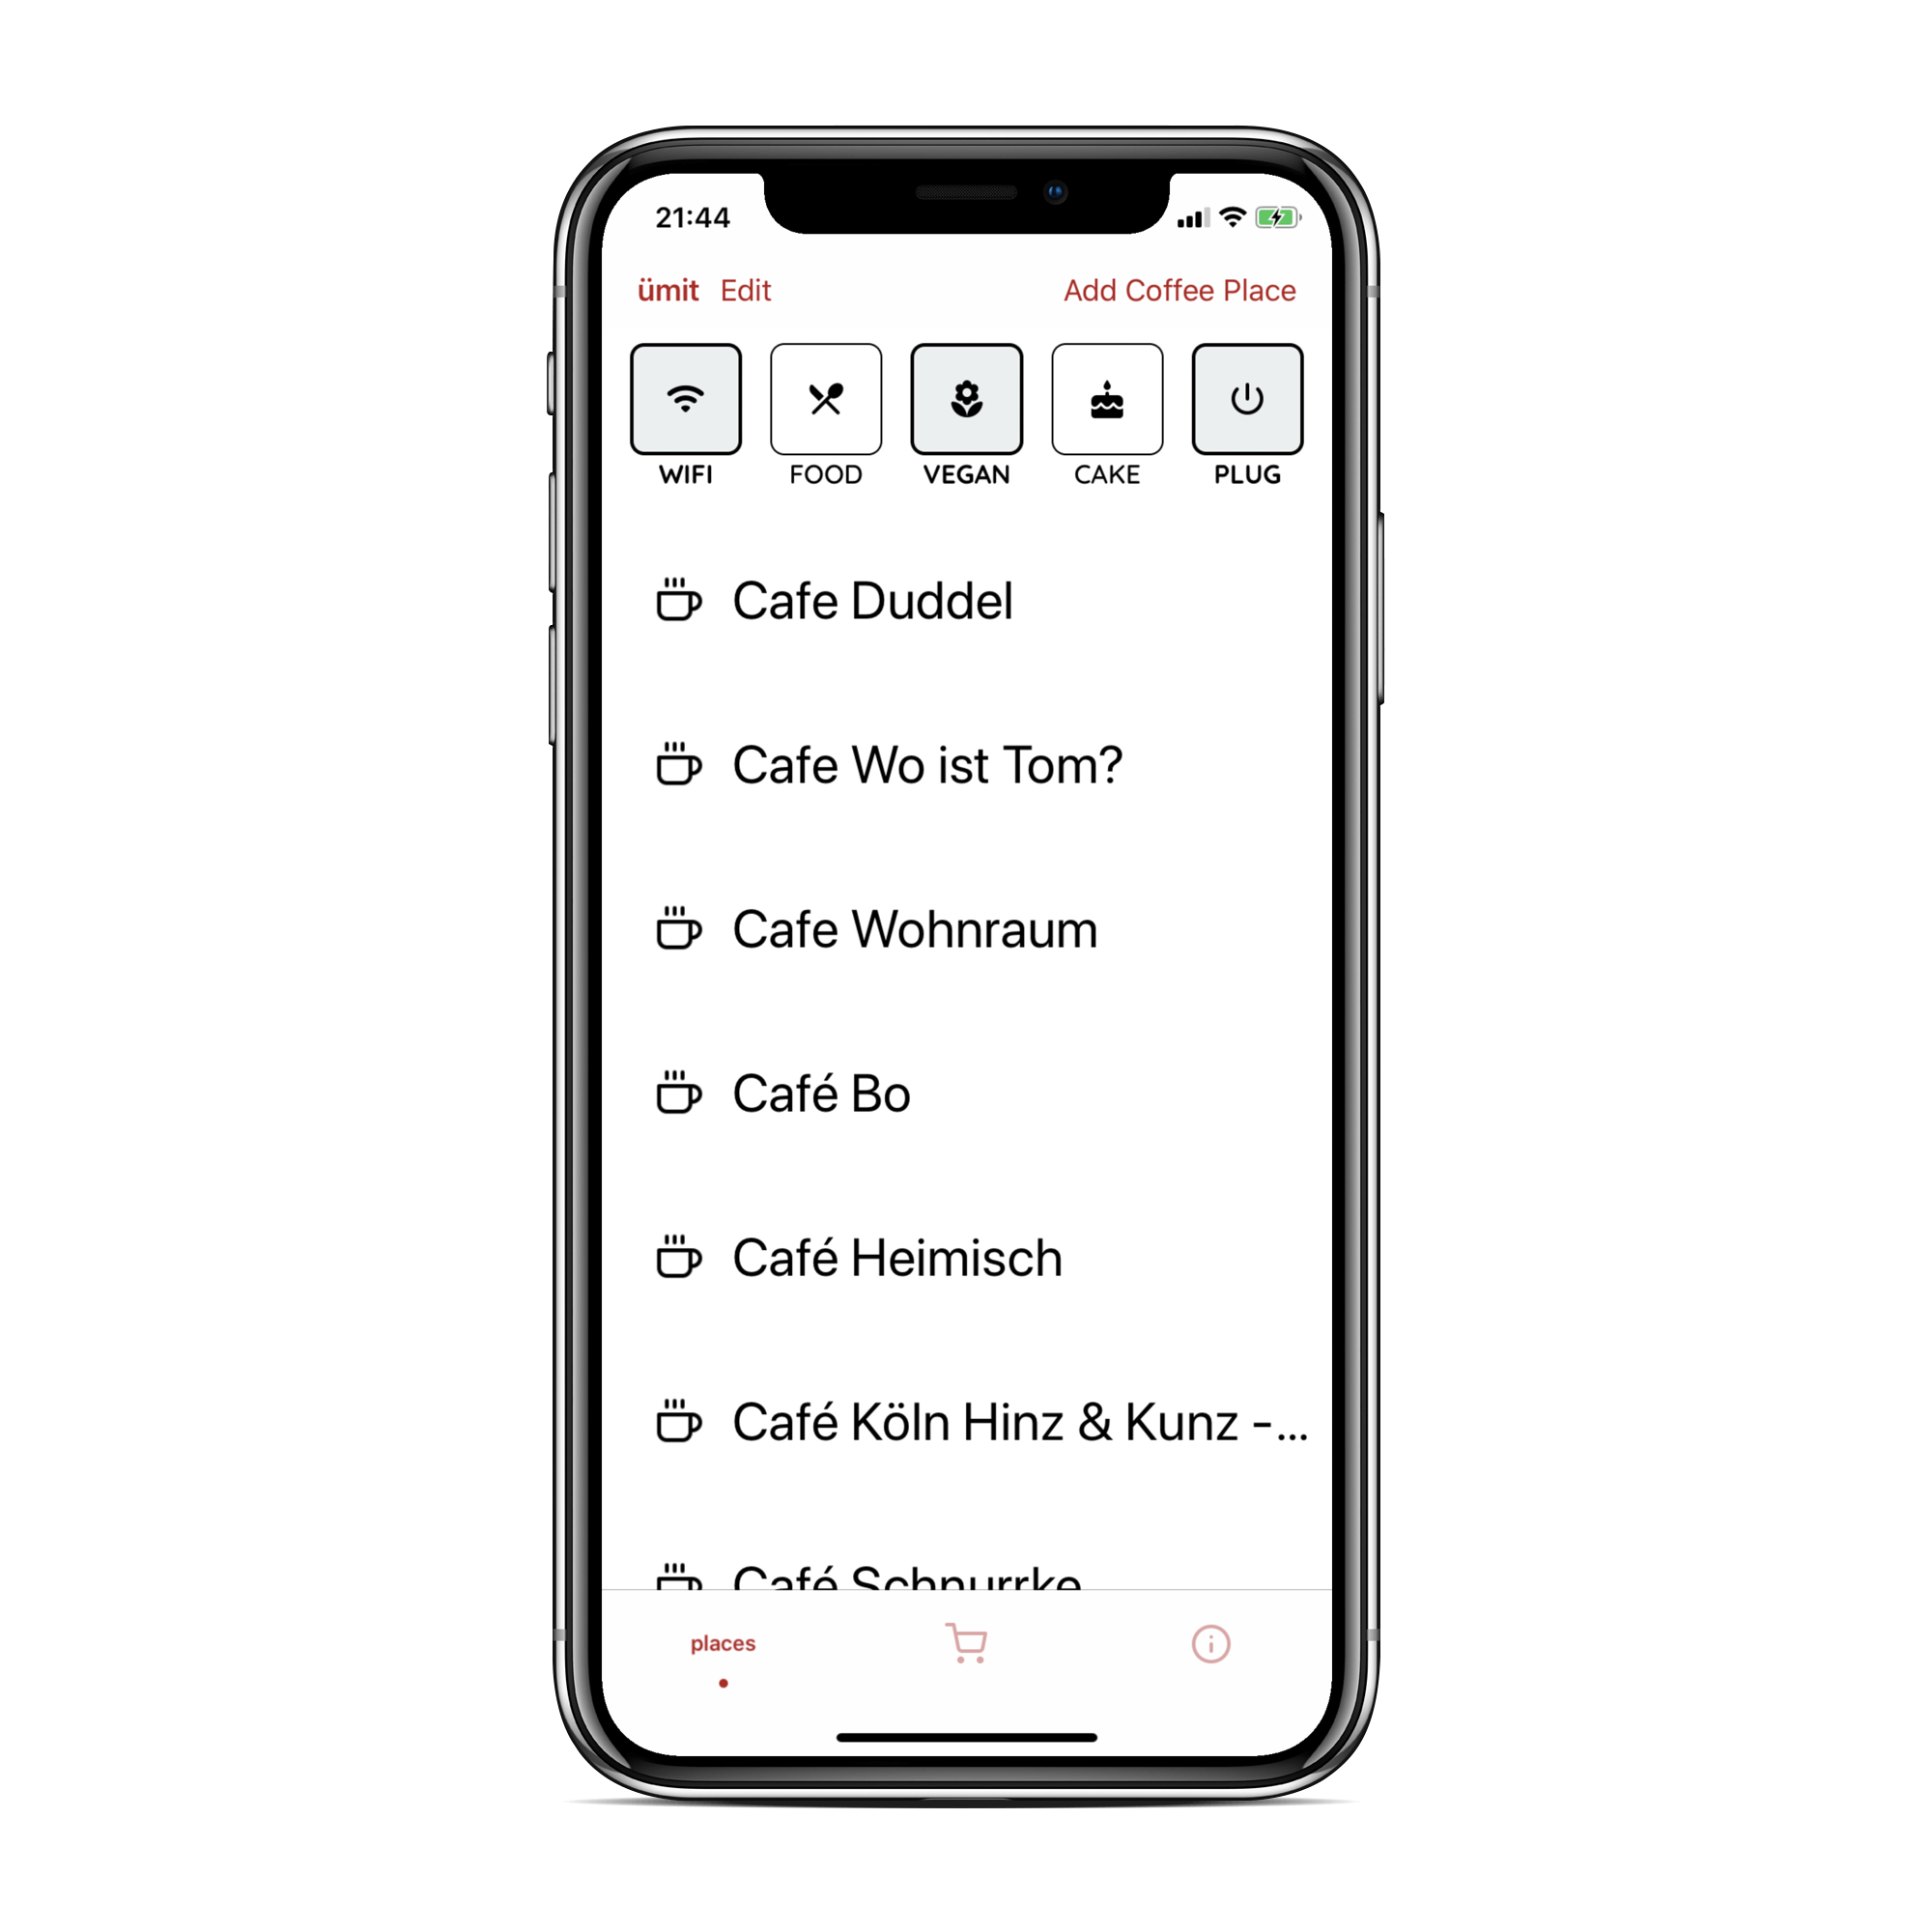 21:44
ümit Edit Add Coffee Place
WIFI FOOD VEGAN CAKE PLUG
Cafe Duddel
Cafe Wo ist Tom?
Cafe Wohnraum
Café Bo
Café Heimisch
Café Köln Hinz & Kunz -...
Café Schnurrke
places